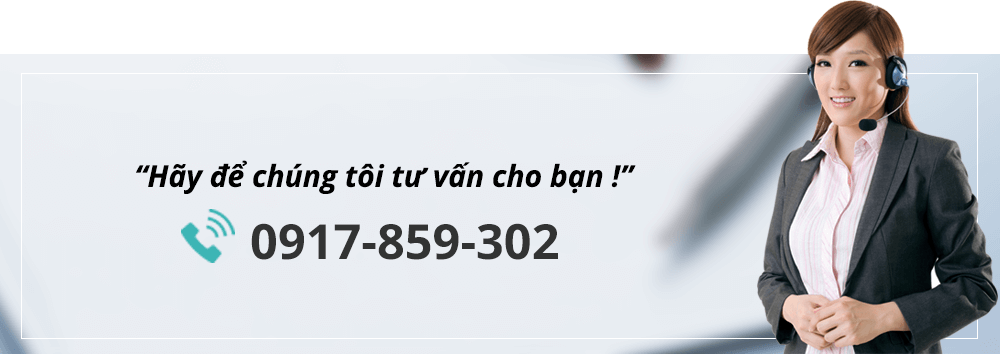 “Hãy để chúng tôi tư vấn cho bạn !”
0917-859-302